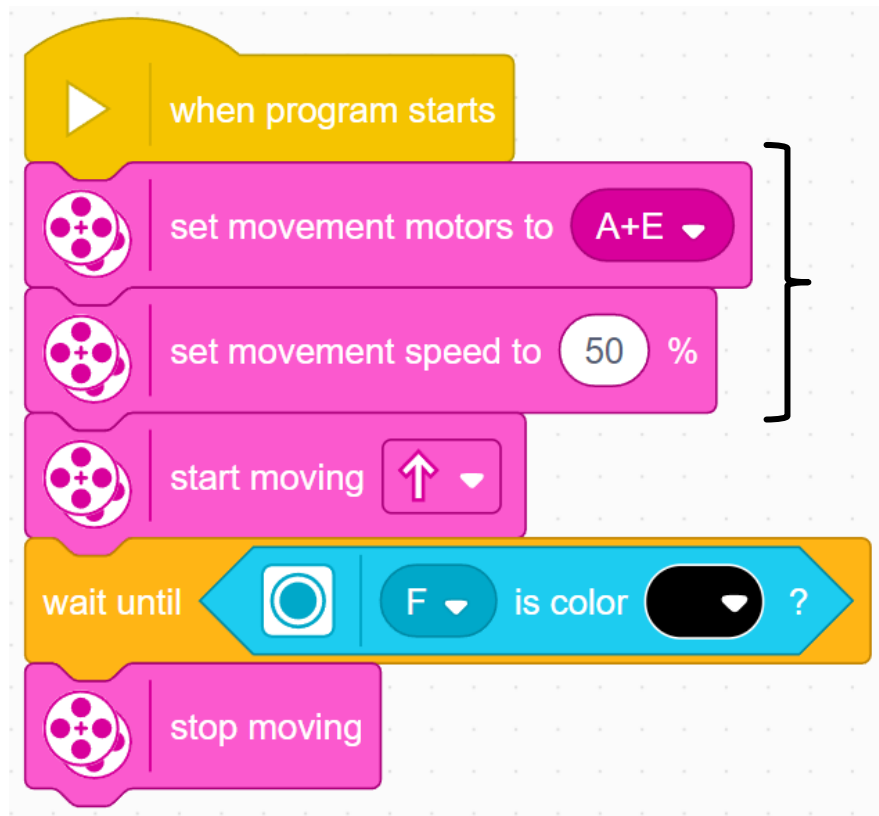 when program starts
set movement motors to A+E
set movement speed to 50 %
start moving
wait until F is color ?
stop moving